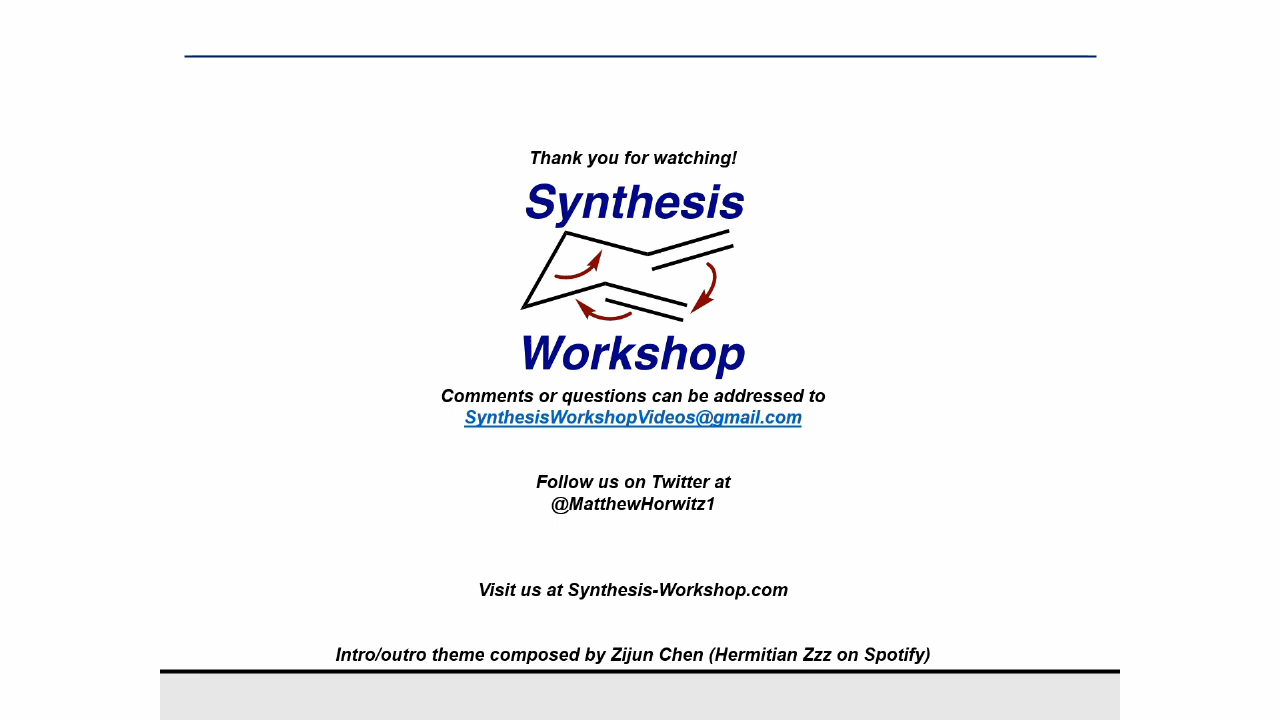 Thank you for watching!
Synthesis
Workshop
Comments or questions can be addressed to
SynthesisWorkshopVideos@gmail.com
Follow us on Twitter at
@MatthewHorwitz1
Visit us at Synthesis-Workshop.com
Intro/outro theme composed by Zijun Chen (Hermitian Zzz on Spotify)